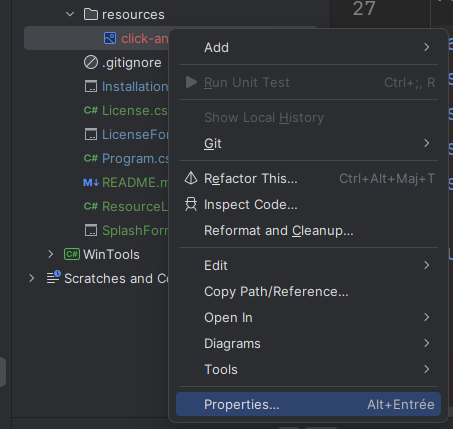 resources
click-an
.gitignore
Installation
License.cs
LicenseFor
Program.cs
README.m
ResourceL
SplashForm
WinTools
Scratches and Co
27
Add
Run Unit Test Ctrl+;, R
Show Local History
Git
Refactor This... Ctrl+Alt+Maj+T
Inspect Code...
Reformat and Cleanup...
Edit
Copy Path/Reference...
Open In
Diagrams
Tools
Properties... Alt+Entrée